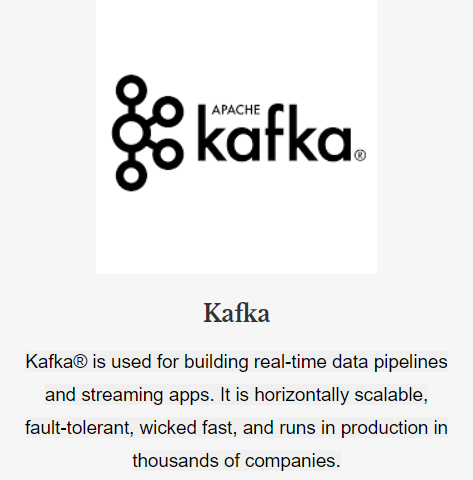 APACHE
kafka®
Kafka
Kafka® is used for building real-time data pipelines
and streaming apps. It is horizontally scalable,
fault-tolerant, wicked fast, and runs in production in
thousands of companies.